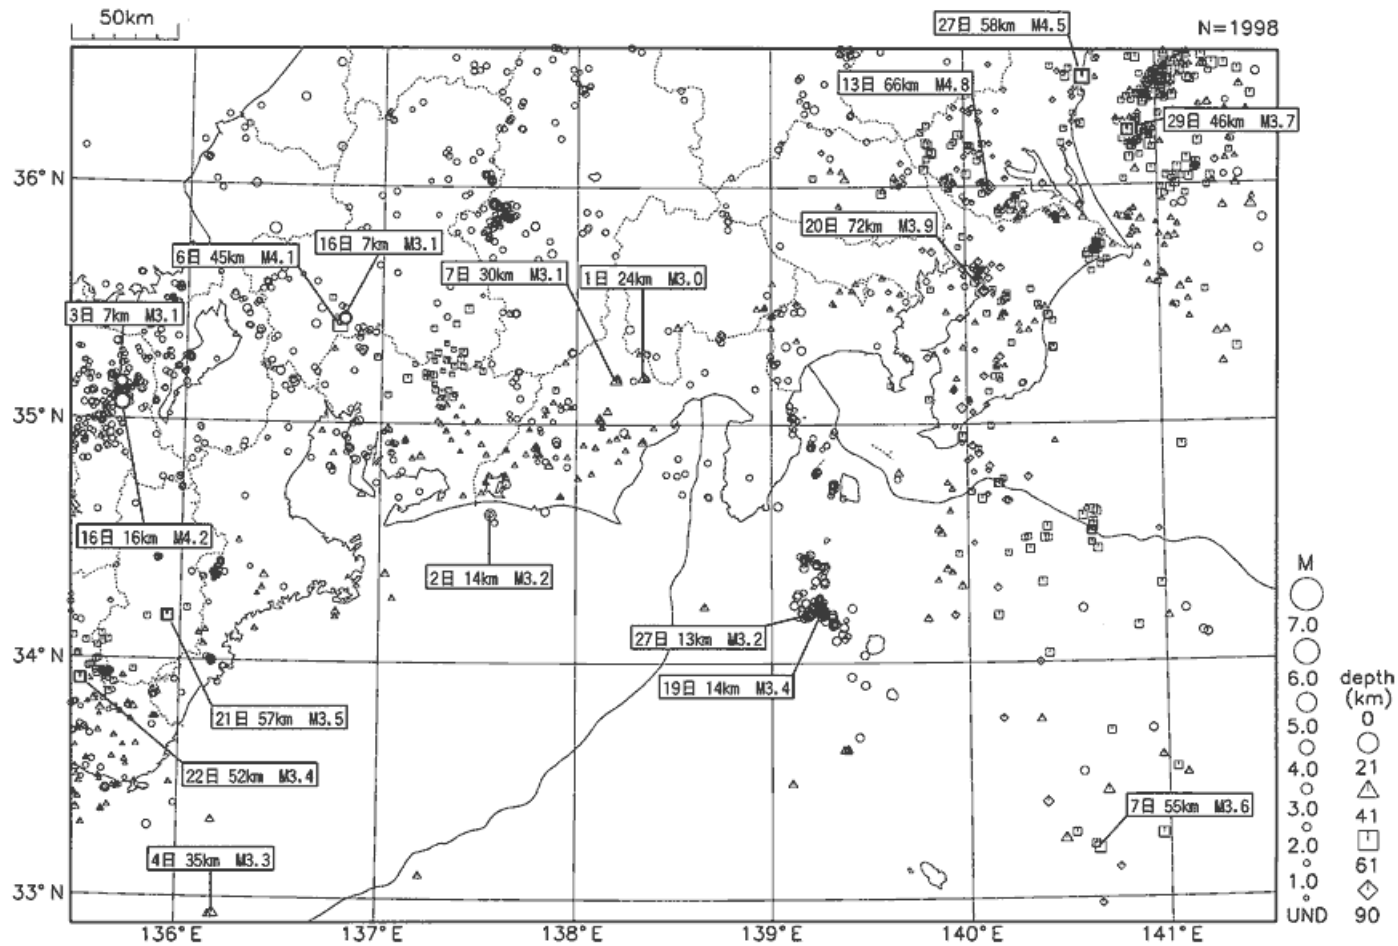 50km
27日 58km M4.5
N=1998
13日 66km M4.8
29日 46km M3.7
36°N
20日 72km M3.9
16日 7km M3.1
6日 45km M4.1
7日 30km M3.1
1日 24km M3.0
3日 7km M3.1
35°N
16日 16km M4.2
2日 14km M3.2
M
7.0
27日 13km M3.2
34°N
19日 14km M3.4
6.0
depth
(km)
21日 57km M3.5
0
5.0
22日 52km M3.4
4.0
21
3.0
41
7日 55km M3.6
2.0
4日 35km M3.3
61
33°N
1.0
UND
90
136°E
137°E
138°E
139°E
140°E
141°E